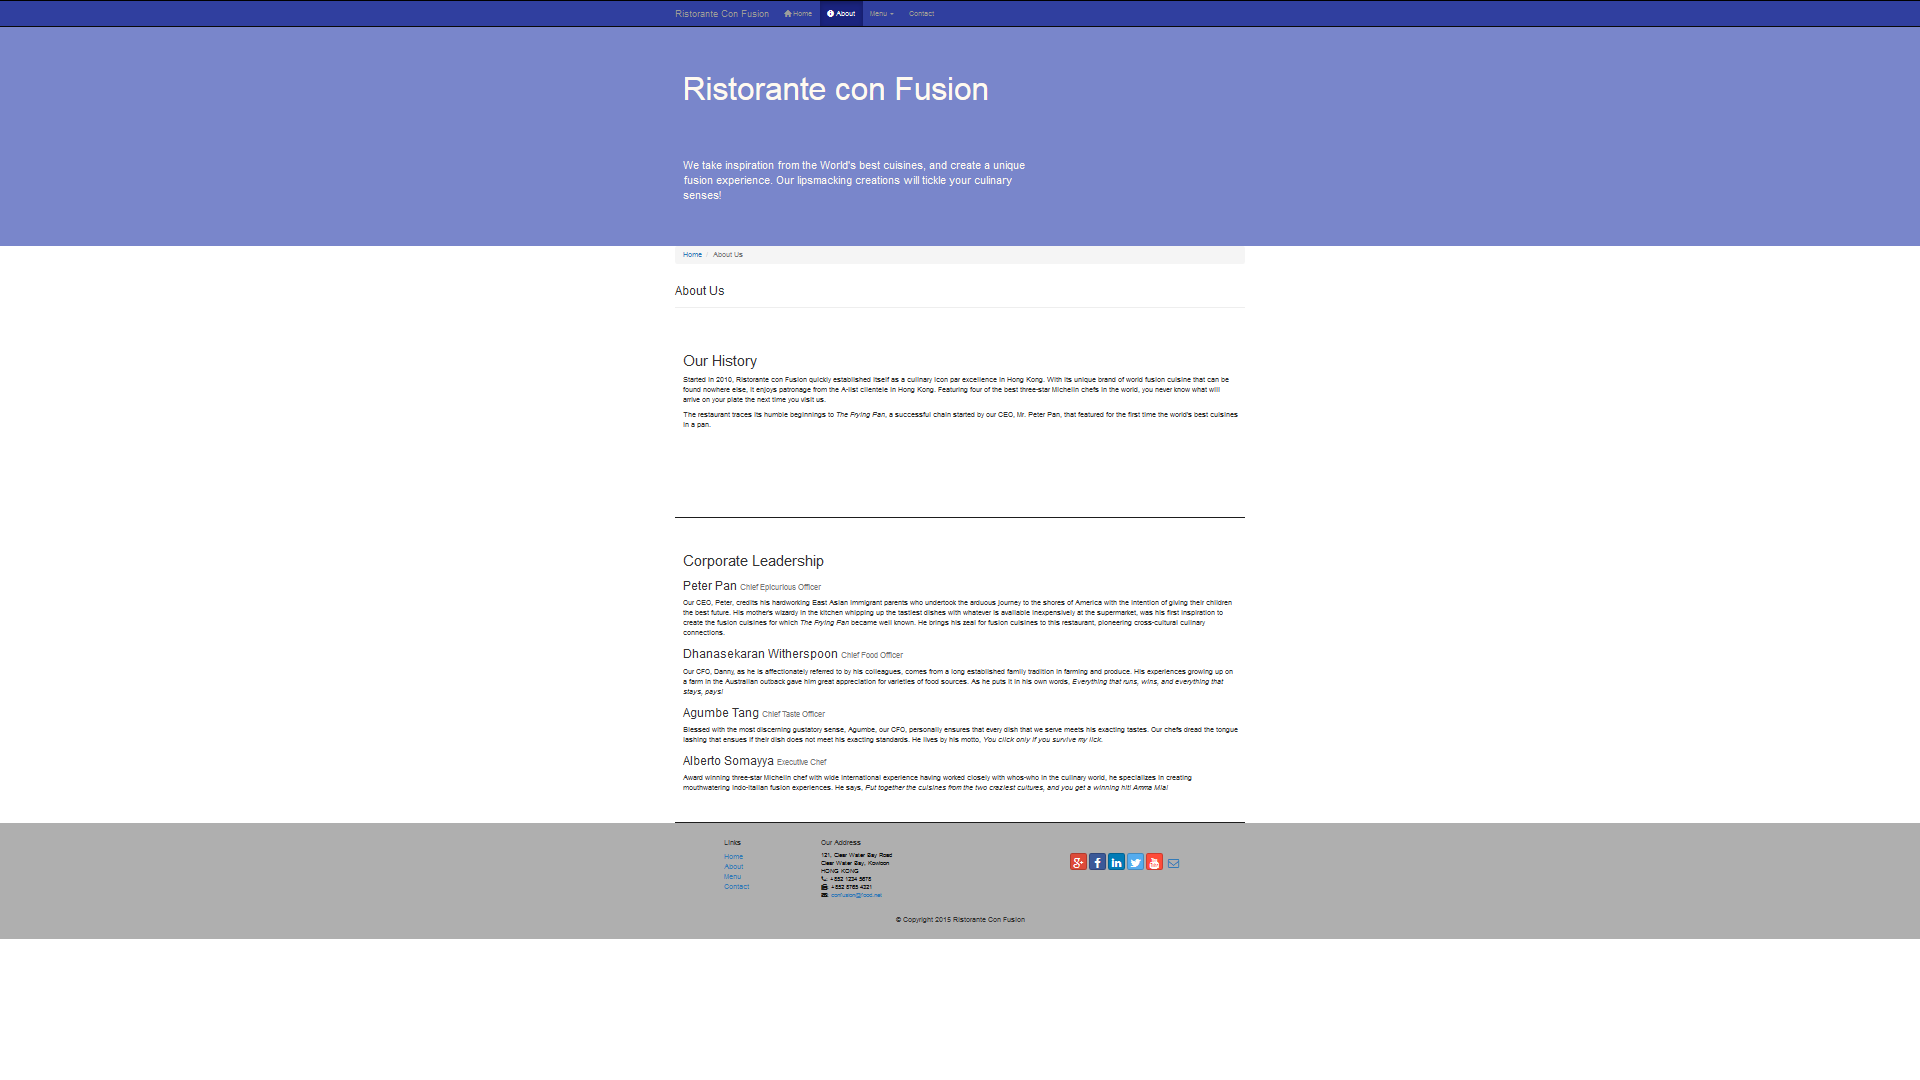 Ristorante Con Fusion Home About Menu Contact
Ristorante con Fusion
We take inspiration from the World's best cuisines, and create a unique
fusion experience. Our lipsmacking creations will tickle your culinary
senses!
Home / About Us
About Us
Our History
Started in 2010, Ristorante con Fusion quickly established itself as a culinary icon par excellence in Hong Kong. With its unique brand of world fusion cuisine that can be
found nowhere else, it enjoys patronage from the A-list clientele in Hong Kong. Featuring four of the best three-star Michelin chefs in the world, you never know what will
arrive on your plate the next time you visit us.
The restaurant traces its humble beginnings to The Frying Pan, a successful chain started by our CEO, Mr. Peter Pan, that featured for the first time the world's best cuisines
in a pan.
Corporate Leadership
Peter Pan Chief Epicurious Officer
Our CEO, Peter, credits his hardworking East Asian immigrant parents who undertook the arduous journey to the shores of America with the intention of giving their children
the best future. His mother's wizardy in the kitchen whipping up the tastiest dishes with whatever is available inexpensively at the supermarket, was his first inspiration to
create the fusion cuisines for which The Frying Pan became well known. He brings his zeal for fusion cuisines to this restaurant, pioneering cross-cultural culinary
connections.
Dhanasekaran Witherspoon Chief Food Officer
Our CFO, Danny, as he is affectionately referred to by his colleagues, comes from a long established family tradition in farming and produce. His experiences growing up on
a farm in the Australian outback gave him great appreciation for varieties of food sources. As he puts it in his own words, Everything that runs, wins, and everything that
stays, pays!
Agumbe Tang Chief Taste Officer
Blessed with the most discerning gustatory sense, Agumbe, our CFO, personally ensures that every dish that we serve meets his exacting tastes. Our chefs dread the tongue
lashing that ensues if their dish does not meet his exacting standards. He lives by his motto, You click only if you survive my lick.
Alberto Somayya Executive Chef
Award winning three-star Michelin chef with wide international experience having worked closely with whos-who in the culinary world, he specializes in creating
mouthwatering Indo-Italian fusion experiences. He says, Put together the cuisines from the two craziest cultures, and you get a winning hit! Amma Mia!
Links
Home
About
Menu
Contact
Our Address
121, Clear Water Bay Road
Clear Water Bay, Kowloon
HONG KONG
: +852 1234 5678
: +852 8765 4321
: confusion@food.net
© Copyright 2015 Ristorante Con Fusion